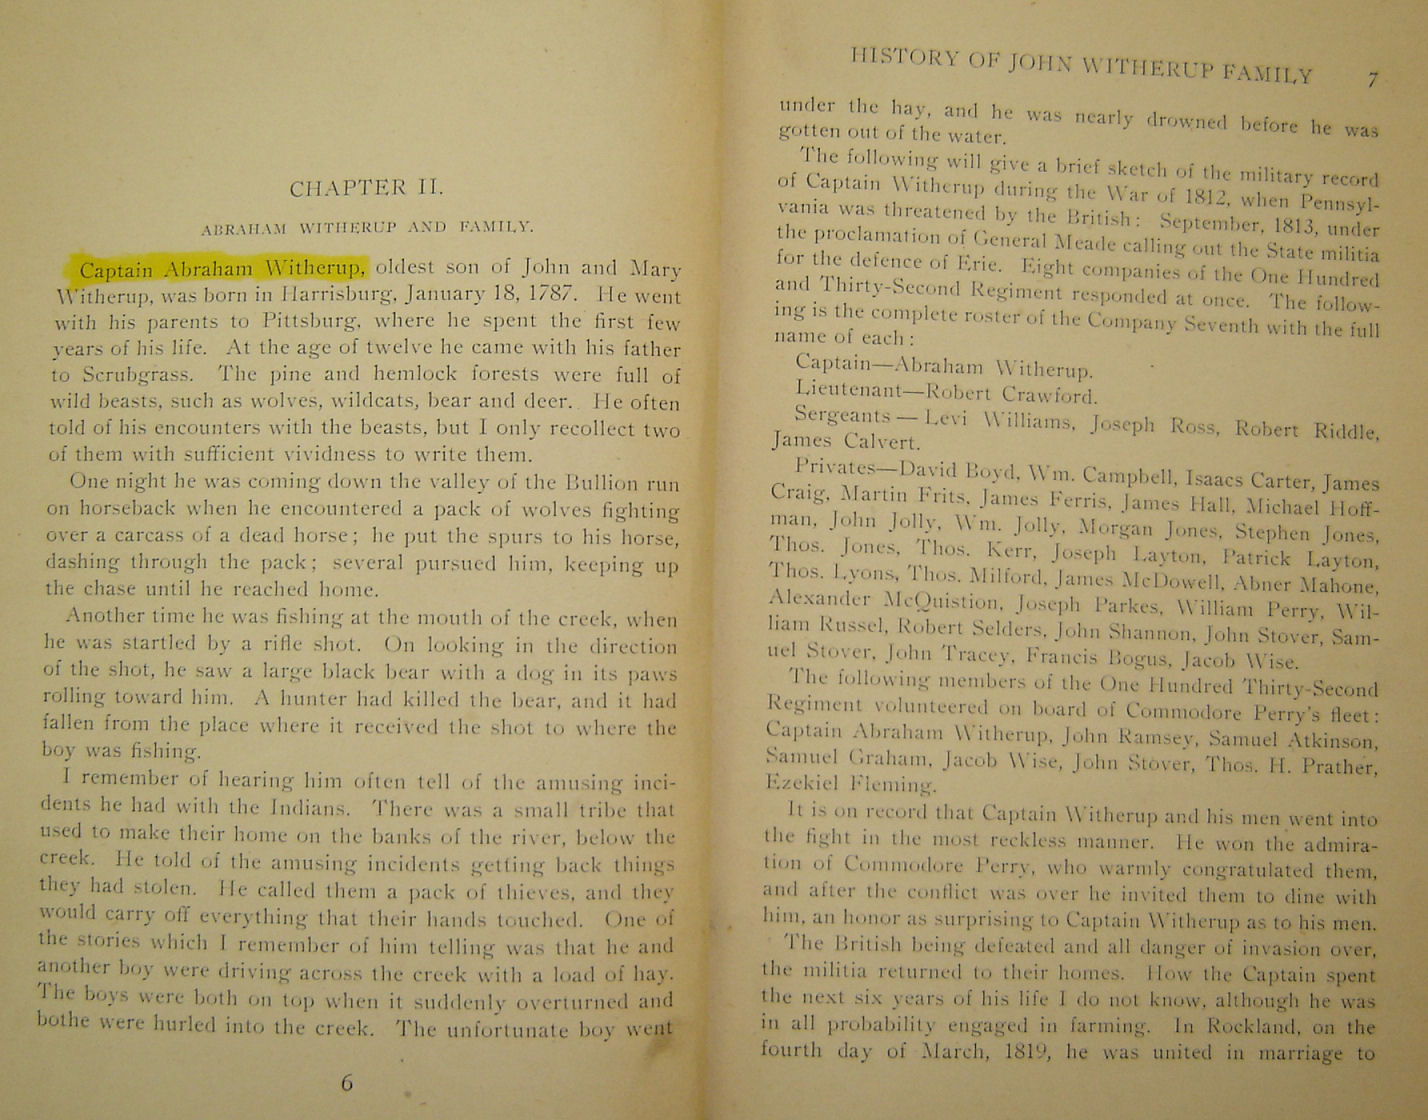 CHAPTER II.
ABRAHAM WITHERUP AND FAMILY.
Captain Abraham Witherup, oldest son of John and Mary
Witherup, was born in Harrisburg, January 18, 1787. He went
with his parents to Pittsburg, where he spent the first few
years of his life. At the age of twelve he came with his father
to Scrubgrass. The pine and hemlock forests were full of
wild beasts, such as wolves, wildcats, bear and deer. He often
told of his encounters with the beasts, but I only recollect two
of them with sufficient vividness to write them.
One night he was coming down the valley of the Bullion run
on horseback when he encountered a pack of wolves fighting
over a carcass of a dead horse; he put the spurs to his horse,
dashing through the pack; several pursued him, keeping up
the chase until he reached home.
Another time he was fishing at the mouth of the creek, when
he was startled by a rifle shot. On looking in the direction
of the shot, he saw a large black bear with a dog in its paws
rolling toward him. A hunter had killed the bear, and it had
fallen from the place where it received the shot to where the
boy was fishing.
I remember of hearing him often tell of the amusing inci-
dents he had with the Indians. There was a small tribe that
used to make their home on the banks of the river, below the
creek. He told of the amusing incidents getting back things
they had stolen. He called them a pack of thieves, and they
would carry off everything that their hands touched. One of
the stories which I remember of him telling was that he and
another boy were driving across the creek with a load of hay.
The boys were both on top when it suddenly overturned and
bothe were hurled into the creek. The unfortunate boy went
6
HISTORY OF JOHN WITHERUP FAMILY 7
under the hay, and he was nearly drowned before he was
gotten out of the water.
The following will give a brief sketch of the military record
of Captain Witherup during the War of 1812, when Pennsyl-
vania was threatened by the British: September, 1813, under
the proclamation of General Meade calling out the State militia
for the defence of Erie. Eight companies of the One Hundred
and Thirty-Second Regiment responded at once. The follow-
ing is the complete roster of the Company Seventh with the full
name of each:
Captain—Abraham Witherup.
Lieutenant—Robert Crawford.
Sergeants — Levi Williams, Joseph Ross, Robert Riddle,
James Calvert.
Privates—David Boyd, Wm. Campbell, Isaacs Carter, James
Craig, Martin Frits, James Ferris, James Hall, Michael Hoff-
man, John Jolly, Wm. Jolly, Morgan Jones, Stephen Jones,
Thos. Jones, Thos. Kerr, Joseph Layton, Patrick Layton,
Thos. Lyons, Thos. Milford, James McDowell, Abner Mahone,
Alexander McQuistion, Joseph Parkes, William Perry, Wil-
liam Russel, Robert Selders, John Shannon, John Stover, Sam-
uel Stover, John Tracey, Francis Bogus, Jacob Wise.
The following members of the One Hundred Thirty-Second
Regiment volunteered on board of Commodore Perry's fleet:
Captain Abraham Witherup, John Ramsey, Samuel Atkinson,
Samuel Graham, Jacob Wise, John Stover, Thos. H. Prather,
Ezekiel Fleming.
It is on record that Captain Witherup and his men went into
the fight in the most reckless manner. He won the admira-
tion of Commodore Perry, who warmly congratulated them,
and after the conflict was over he invited them to dine with
him, an honor as surprising to Captain Witherup as to his men.
The British being defeated and all danger of invasion over,
the militia returned to their homes. How the Captain spent
the next six years of his life I do not know, although he was
in all probability engaged in farming. In Rockland, on the
fourth day of March, 1819, he was united in marriage to